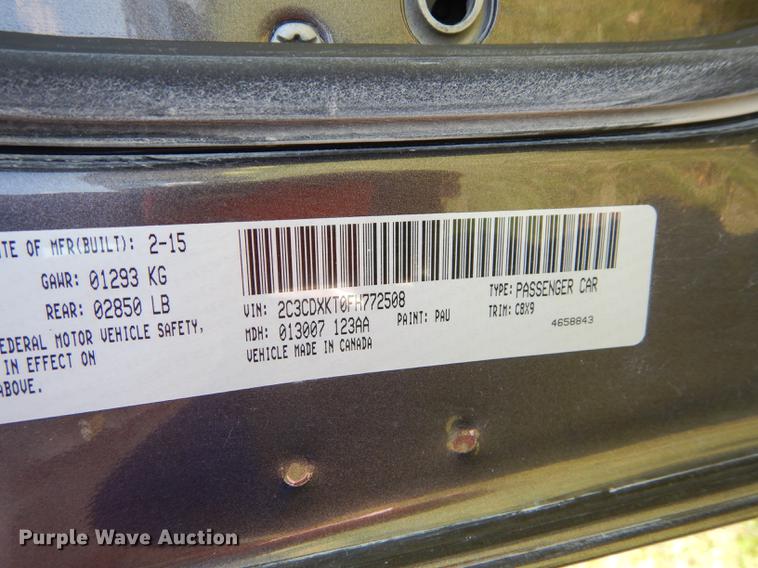 TE OF MFR(BUILT): 2-15
GAWR: 01293 KG
REAR: 02850 LB
EDERAL MOTOR VEHICLE SAFETY,
IN EFFECT ON
ABOVE.
VIN: 2C3CDXKT0FH772508
TYPE: PASSENGER CAR
MDH: 013007 123AA
PAINT: PAU
TRIM: CBX9
VEHICLE MADE IN CANADA
4658843
Purple Wave Auction